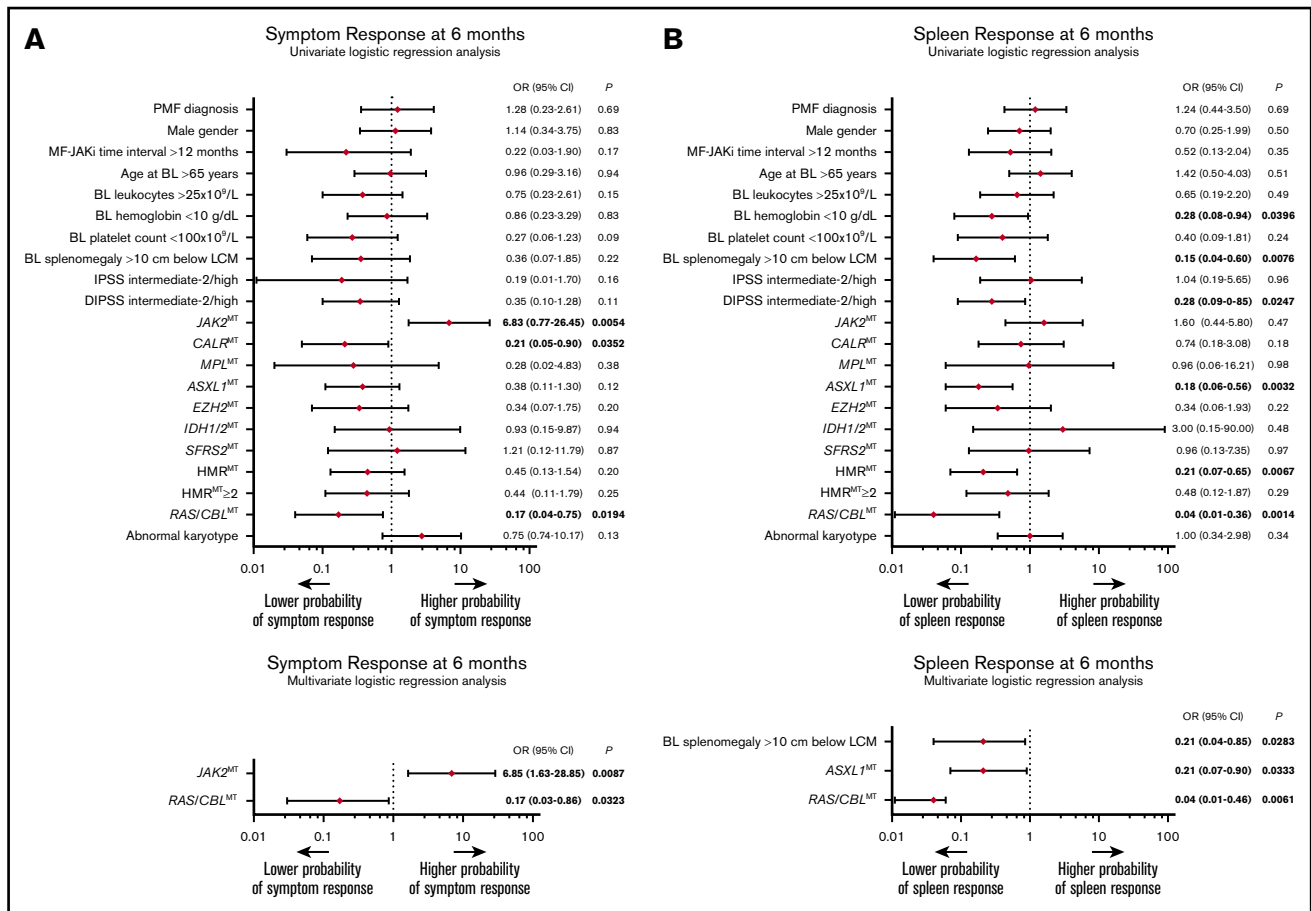 A
Symptom Response at 6 months
Univariate logistic regression analysis
OR (95% CI) P
PMF diagnosis 1.28 (0.23-2.61) 0.69
Male gender 1.14 (0.34-3.75) 0.83
MF-JAKi time interval >12 months 0.22 (0.03-1.90) 0.17
Age at BL >65 years 0.96 (0.29-3.16) 0.94
BL leukocytes >25x10⁹/L 0.75 (0.23-2.61) 0.15
BL hemoglobin <10 g/dL 0.86 (0.23-3.29) 0.83
BL platelet count <100x10⁹/L 0.27 (0.06-1.23) 0.09
BL splenomegaly >10 cm below LCM 0.36 (0.07-1.85) 0.22
IPSS intermediate-2/high 0.19 (0.01-1.70) 0.16
DIPSS intermediate-2/high 0.35 (0.10-1.28) 0.11
JAK2ᴹᵀ 6.83 (0.77-26.45) 0.0054
CALRᴹᵀ 0.21 (0.05-0.90) 0.0352
MPLᴹᵀ 0.28 (0.02-4.83) 0.38
ASXL1ᴹᵀ 0.38 (0.11-1.30) 0.12
EZH2ᴹᵀ 0.34 (0.07-1.75) 0.20
IDH1/2ᴹᵀ 0.93 (0.15-9.87) 0.94
SFRS2ᴹᵀ 1.21 (0.12-11.79) 0.87
HMRᴹᵀ 0.45 (0.13-1.54) 0.20
HMRᴹᵀ≥2 0.44 (0.11-1.79) 0.25
RAS/CBLᴹᵀ 0.17 (0.04-0.75) 0.0194
Abnormal karyotype 0.75 (0.74-10.17) 0.13
0.01 0.1 1 10 100
Lower probability of symptom response
Higher probability of symptom response
Symptom Response at 6 months
Multivariate logistic regression analysis
OR (95% CI) P
JAK2ᴹᵀ 6.85 (1.63-28.85) 0.0087
RAS/CBLᴹᵀ 0.17 (0.03-0.86) 0.0323
0.01 0.1 1 10 100
Lower probability of symptom response
Higher probability of symptom response
B
Spleen Response at 6 months
Univariate logistic regression analysis
OR (95% CI) P
PMF diagnosis 1.24 (0.44-3.50) 0.69
Male gender 0.70 (0.25-1.99) 0.50
MF-JAKi time interval >12 months 0.52 (0.13-2.04) 0.35
Age at BL >65 years 1.42 (0.50-4.03) 0.51
BL leukocytes >25x10⁹/L 0.65 (0.19-2.20) 0.49
BL hemoglobin <10 g/dL 0.28 (0.08-0.94) 0.0396
BL platelet count <100x10⁹/L 0.40 (0.09-1.81) 0.24
BL splenomegaly >10 cm below LCM 0.15 (0.04-0.60) 0.0076
IPSS intermediate-2/high 1.04 (0.19-5.65) 0.96
DIPSS intermediate-2/high 0.28 (0.09-0-85) 0.0247
JAK2ᴹᵀ 1.60 (0.44-5.80) 0.47
CALRᴹᵀ 0.74 (0.18-3.08) 0.18
MPLᴹᵀ 0.96 (0.06-16.21) 0.98
ASXL1ᴹᵀ 0.18 (0.06-0.56) 0.0032
EZH2ᴹᵀ 0.34 (0.06-1.93) 0.22
IDH1/2ᴹᵀ 3.00 (0.15-90.00) 0.48
SFRS2ᴹᵀ 0.96 (0.13-7.35) 0.97
HMRᴹᵀ 0.21 (0.07-0.65) 0.0067
HMRᴹᵀ≥2 0.48 (0.12-1.87) 0.29
RAS/CBLᴹᵀ 0.04 (0.01-0.36) 0.0014
Abnormal karyotype 1.00 (0.34-2.98) 0.34
0.01 0.1 1 10 100
Lower probability of spleen response
Higher probability of spleen response
Spleen Response at 6 months
Multivariate logistic regression analysis
OR (95% CI) P
BL splenomegaly >10 cm below LCM 0.21 (0.04-0.85) 0.0283
ASXL1ᴹᵀ 0.21 (0.07-0.90) 0.0333
RAS/CBLᴹᵀ 0.04 (0.01-0.46) 0.0061
0.01 0.1 1 10 100
Lower probability of spleen response
Higher probability of spleen response